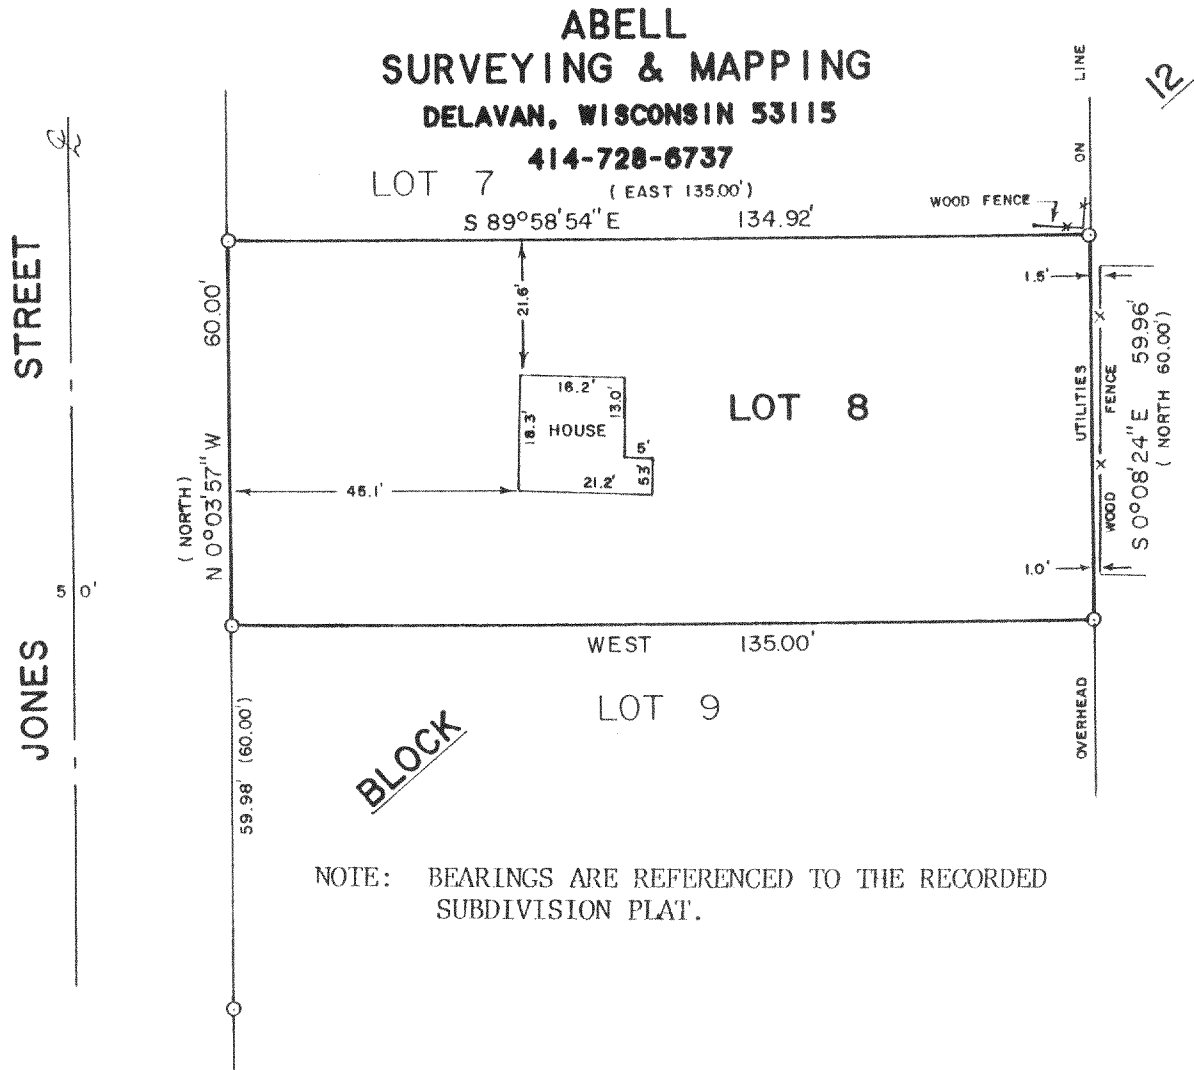 ABELL
SURVEYING & MAPPING
DELAVAN, WISCONSIN 53115
414-728-6737
LOT 7
( EAST 135.00')
S 89°58'54" E 134.92'
WOOD FENCE
ON LINE
12
STREET
JONES
5 0'
60.00'
(NORTH)
N 0°03'57" W
21.6'
16.2'
13.0'
18.3'
HOUSE
5'
5.3'
21.2'
45.1'
LOT 8
1.5'
UTILITIES
WOOD FENCE
S 0°08'24" E 59.96'
( NORTH 60.00')
1.0'
WEST 135.00'
LOT 9
OVERHEAD
59.98' (60.00')
BLOCK
NOTE: BEARINGS ARE REFERENCED TO THE RECORDED
SUBDIVISION PLAT.